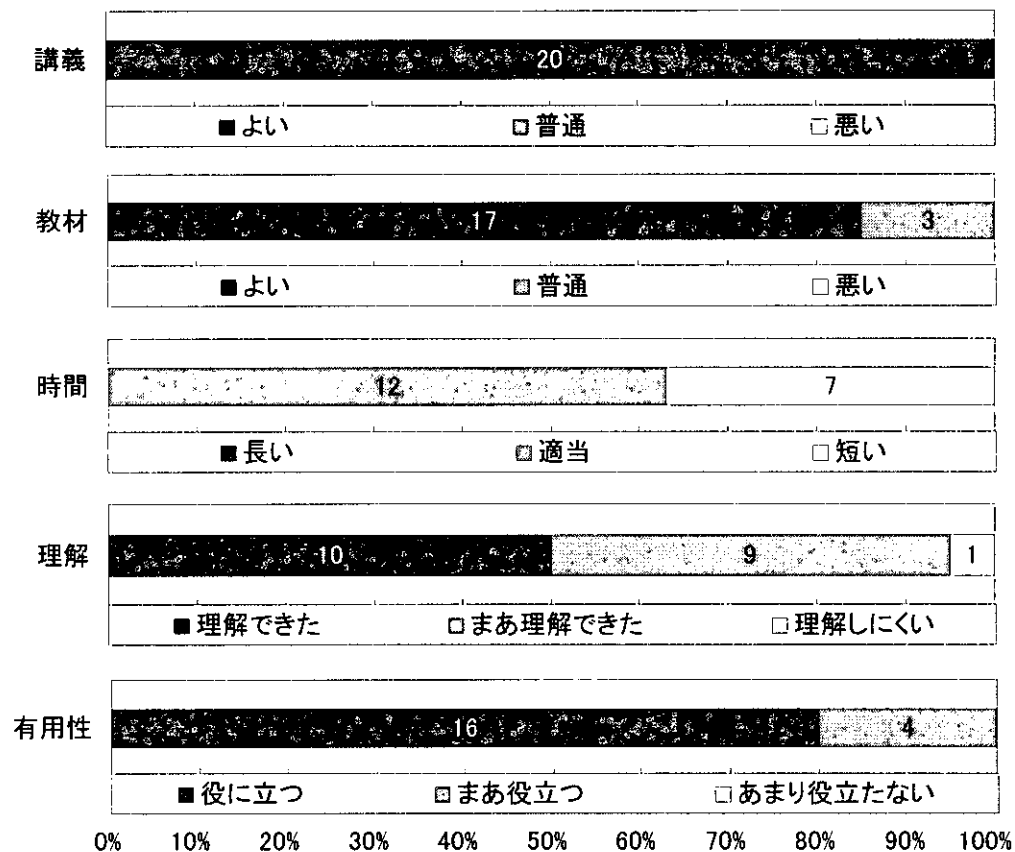 講義
20
■よい □普通 □悪い
教材
17 3
■よい □普通 □悪い
時間
12 7
■長い □適当 □短い
理解
10 9 1
■理解できた □まあ理解できた □理解しにくい
有用性
16 4
■役に立つ □まあ役立つ □あまり役立たない
0% 10% 20% 30% 40% 50% 60% 70% 80% 90% 100%